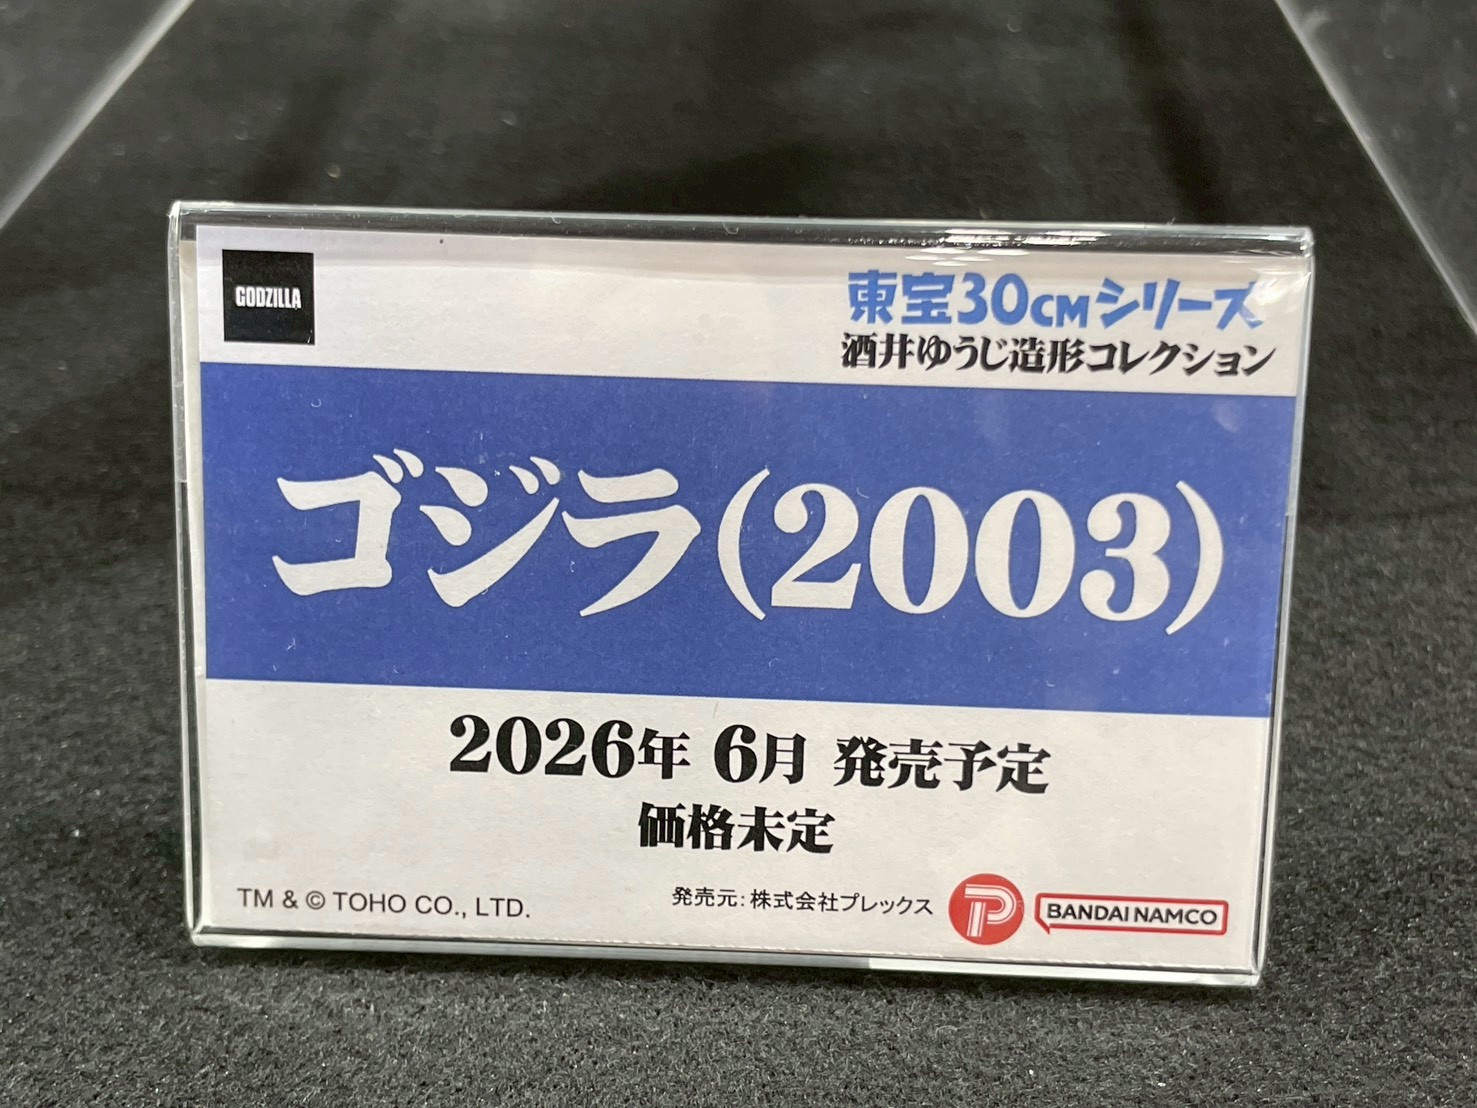 GODZILLA
東宝30CMシリーズ
酒井ゆうじ造形コレクション
ゴジラ(2003)
2026年 6月 発売予定
価格未定
TM & © TOHO CO., LTD.
発売元:株式会社プレックス
P
BANDAI NAMCO